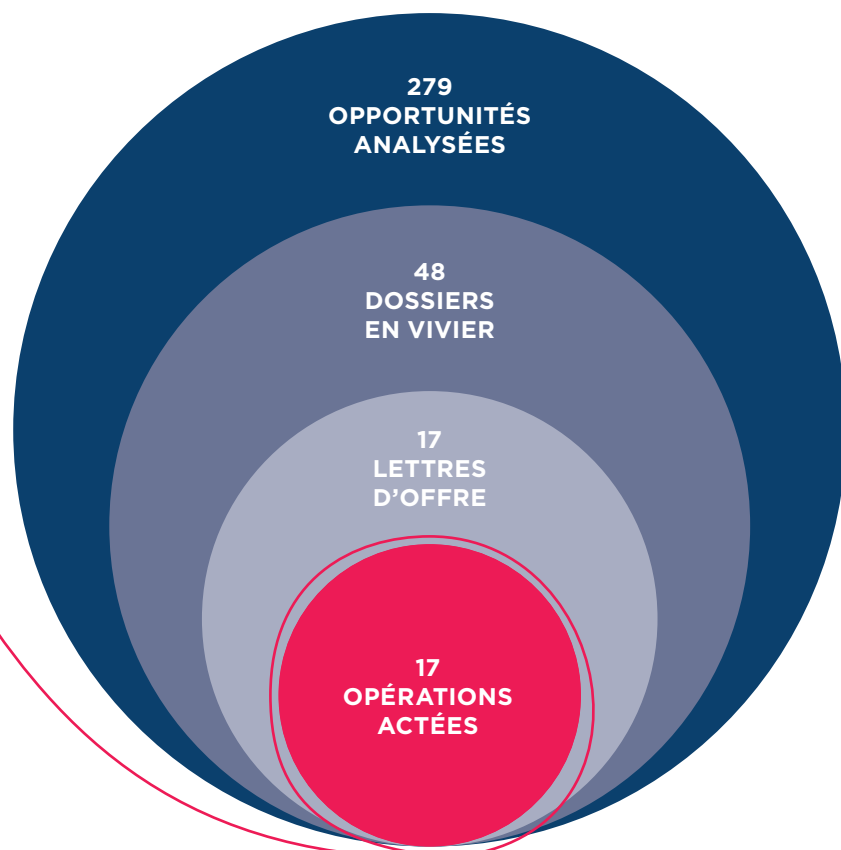 279
OPPORTUNITÉS
ANALYSÉES
48
DOSSIERS
EN VIVIER
17
LETTRES
D’OFFRE
17
OPÉRATIONS
ACTÉES